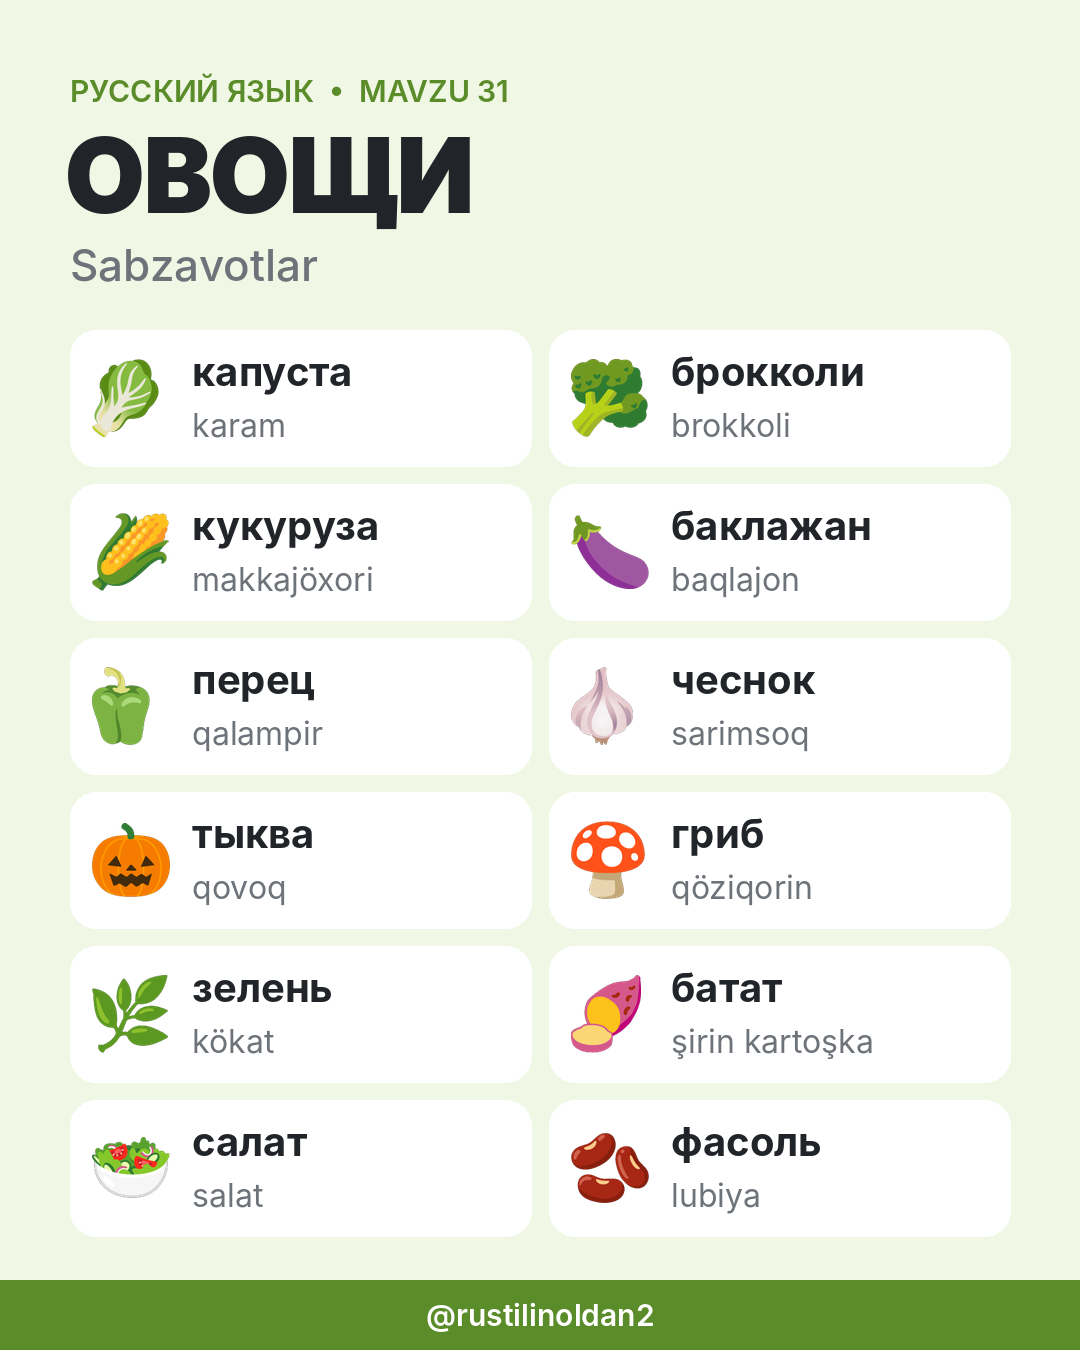 РУССКИЙ ЯЗЫК • MAVZU 31
ОВОЩИ
Sabzavotlar
капуста
karam
брокколи
brokkoli
кукуруза
makkajöxori
баклажан
baqlajon
перец
qalampir
чеснок
sarimsoq
тыква
qovoq
гриб
qöziqorin
зелень
kökat
батат
şirin kartoşka
салат
salat
фасоль
lubiya
@rustilinoldan2